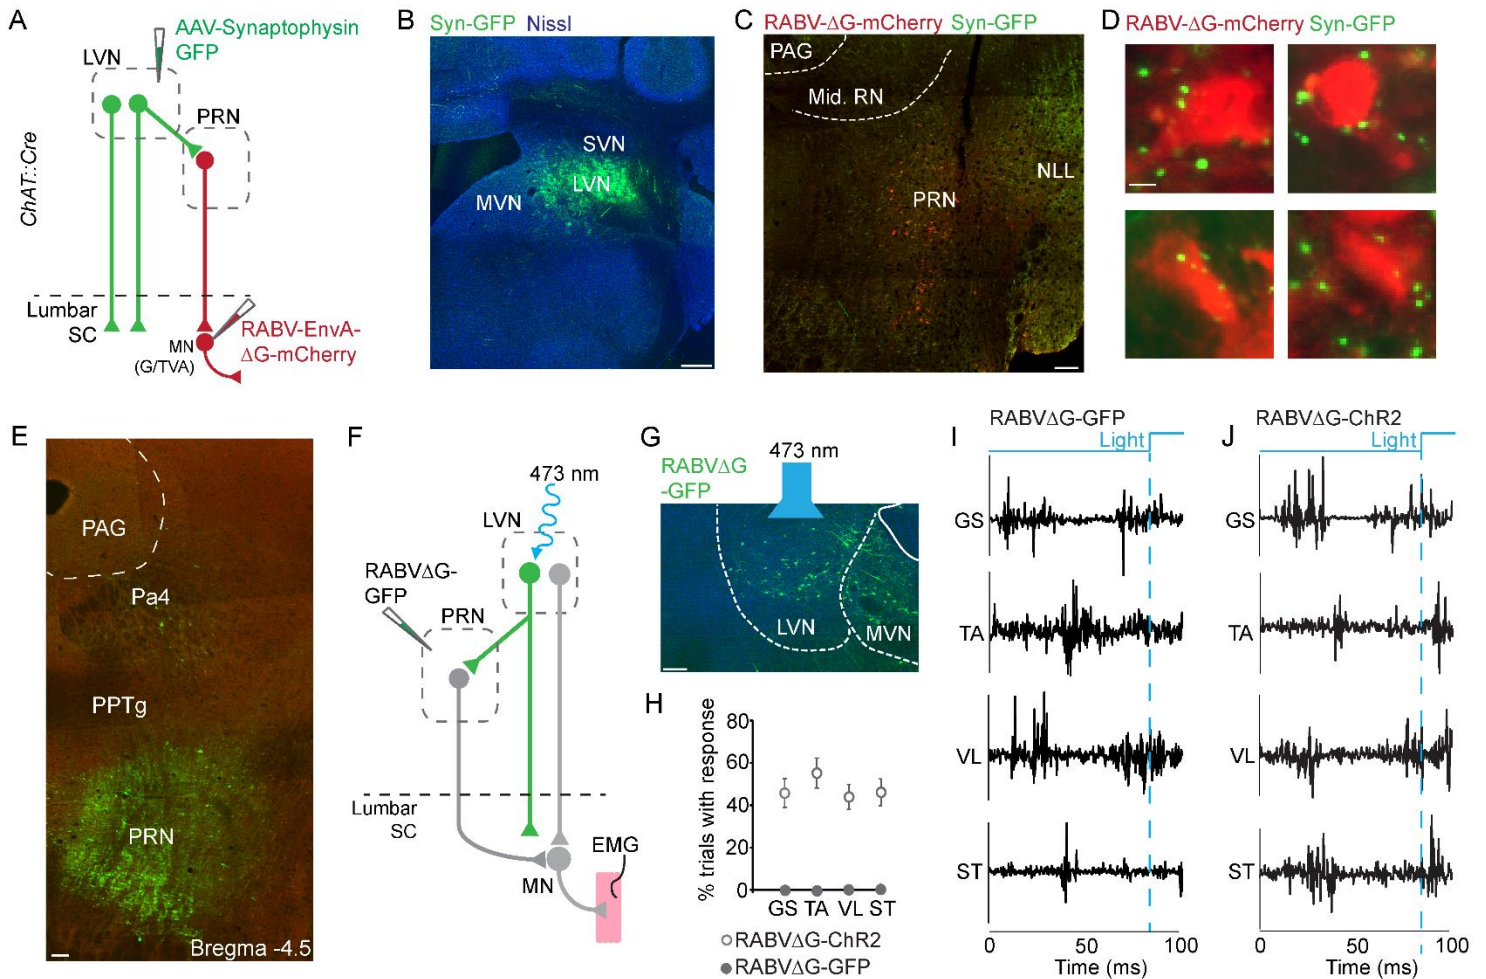 A
AAV-Synaptophysin
GFP
LVN
PRN
ChAT::Cre
Lumbar
SC
MN
(G/TVA)
RABV-EnvA-
ΔG-mCherry
B
Syn-GFP Nissl
SVN
LVN
MVN
C
RABV-ΔG-mCherry Syn-GFP
PAG
Mid. RN
NLL
PRN
D
RABV-ΔG-mCherry Syn-GFP
E
PAG
Pa4
PPTg
PRN
Bregma -4.5
F
473 nm
LVN
RABVΔG-
GFP
PRN
Lumbar
SC
MN
EMG
G
473 nm
RABVΔG
-GFP
LVN
MVN
H
% trials with response
80
60
40
20
0
GS TA VL ST
RABVΔG-ChR2
RABVΔG-GFP
I
RABVΔG-GFP
Light
GS
TA
VL
ST
0 50 100
Time (ms)
J
RABVΔG-ChR2
Light
GS
TA
VL
ST
0 50 100
Time (ms)